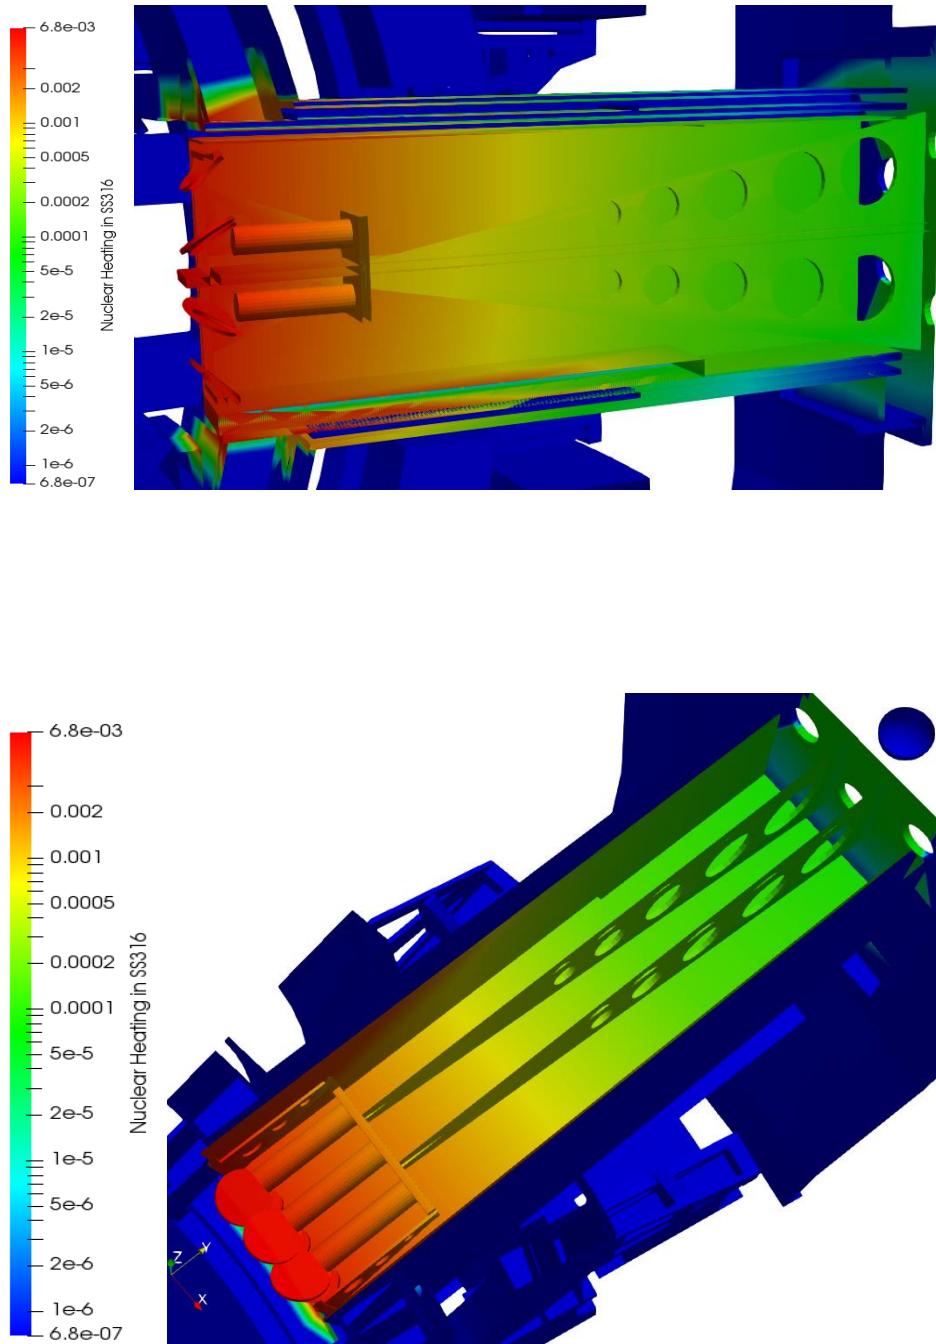 6.8e-03
0.002
0.001
0.0005
0.0002
0.0001
5e-5
2e-5
1e-5
5e-6
2e-6
1e-6
6.8e-07
Nuclear Heating in SS316
6.8e-03
0.002
0.001
0.0005
0.0002
0.0001
5e-5
2e-5
1e-5
5e-6
2e-6
1e-6
6.8e-07
Nuclear Heating in SS316
Z
Y
X